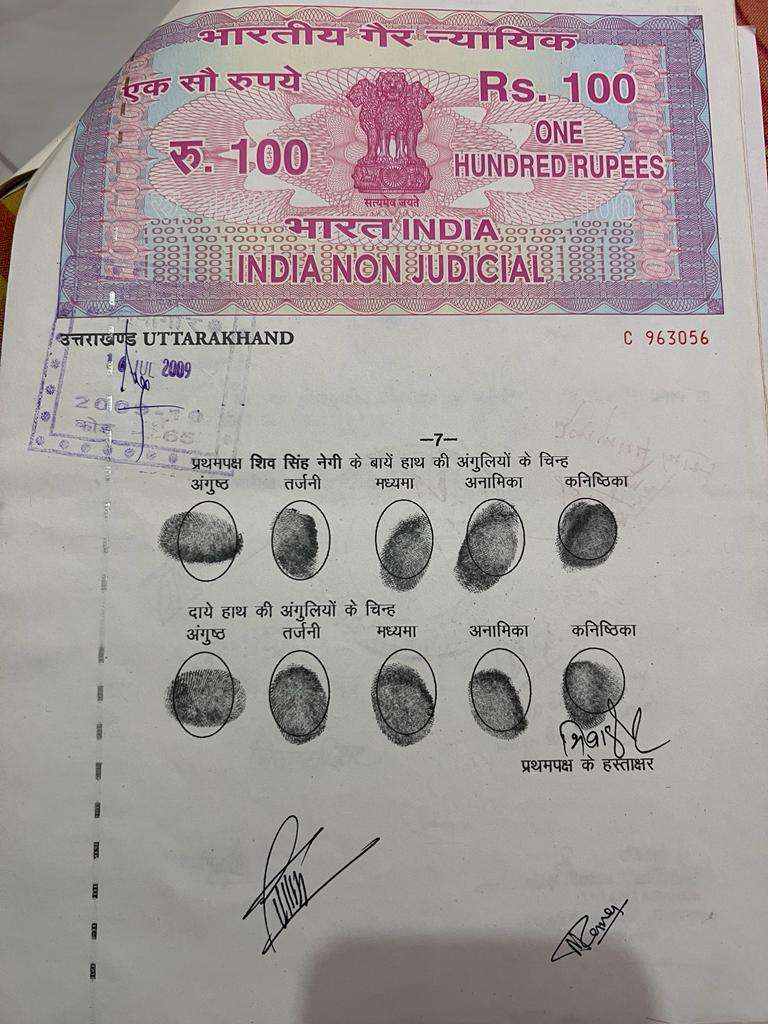 भारतीय गैर न्यायिक
एक सौ रुपये
Rs. 100
रु. 100
ONE
HUNDRED RUPEES
सत्यमेव जयते
भारत INDIA
INDIA NON JUDICIAL
उत्तराखण्ड UTTARAKHAND
C 963056
JUL 2009
कोड
—7—
प्रथमपक्ष शिव सिंह नेगी के बायें हाथ की अंगुलियों के चिन्ह
अंगुष्ठ तर्जनी मध्यमा अनामिका कनिष्ठिका
दाये हाथ की अंगुलियों के चिन्ह
अंगुष्ठ तर्जनी मध्यमा अनामिका कनिष्ठिका
प्रथमपक्ष के हस्ताक्षर